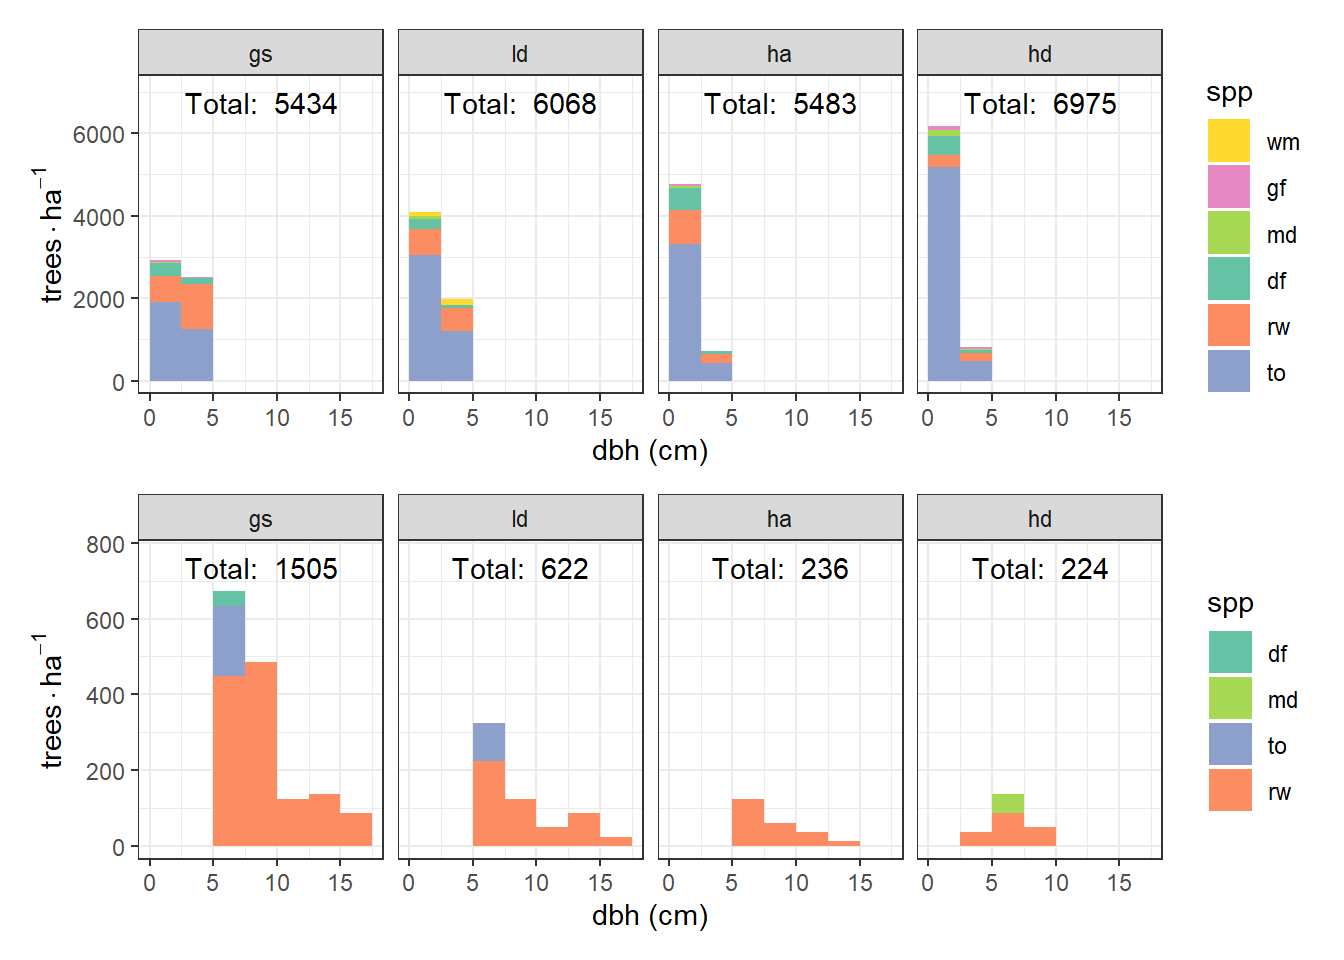 gs ld ha hd
Total: 5434 Total: 6068 Total: 5483 Total: 6975
trees · ha⁻¹
6000
4000
2000
0
0 5 10 15 0 5 10 15 0 5 10 15 0 5 10 15
dbh (cm)
spp
wm
gf
md
df
rw
to
gs ld ha hd
Total: 1505 Total: 622 Total: 236 Total: 224
trees · ha⁻¹
800
600
400
200
0
0 5 10 15 0 5 10 15 0 5 10 15 0 5 10 15
dbh (cm)
spp
df
md
to
rw